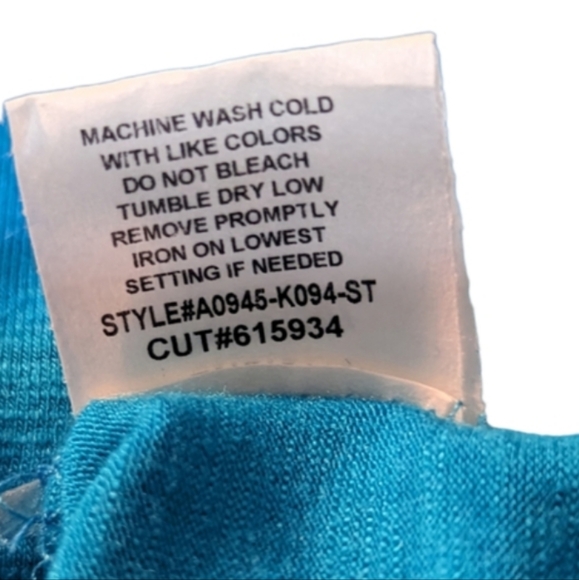 MACHINE WASH COLD
WITH LIKE COLORS
DO NOT BLEACH
TUMBLE DRY LOW
REMOVE PROMPTLY
IRON ON LOWEST
SETTING IF NEEDED
STYLE#A0945-K094-ST
CUT#615934